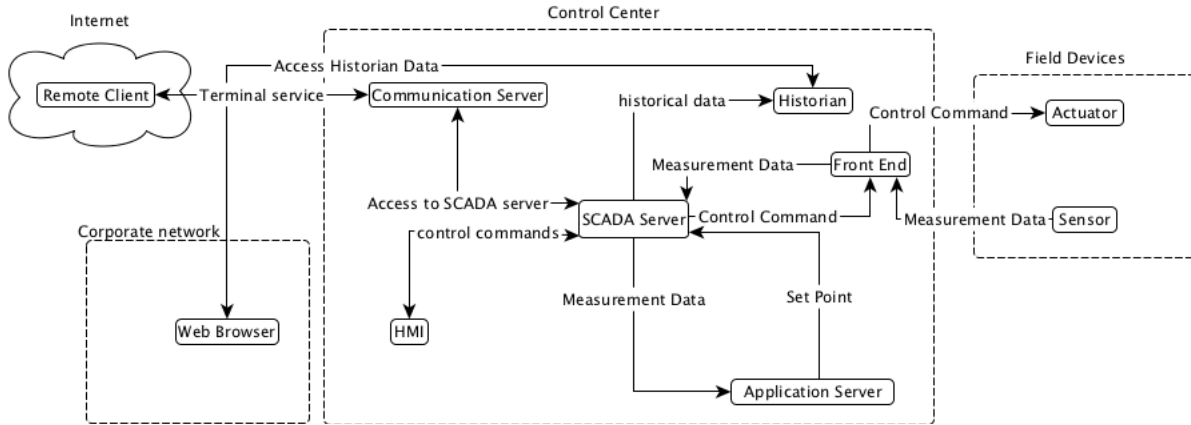 Control Center
Internet
Access Historian Data
Field Devices
Remote Client
Terminal service
Communication Server
historical data
Historian
Control Command
Actuator
Measurement Data
Front End
Access to SCADA server
SCADA Server
Control Command
Measurement Data
Sensor
Corporate network
control commands
Measurement Data
Set Point
Web Browser
HMI
Application Server